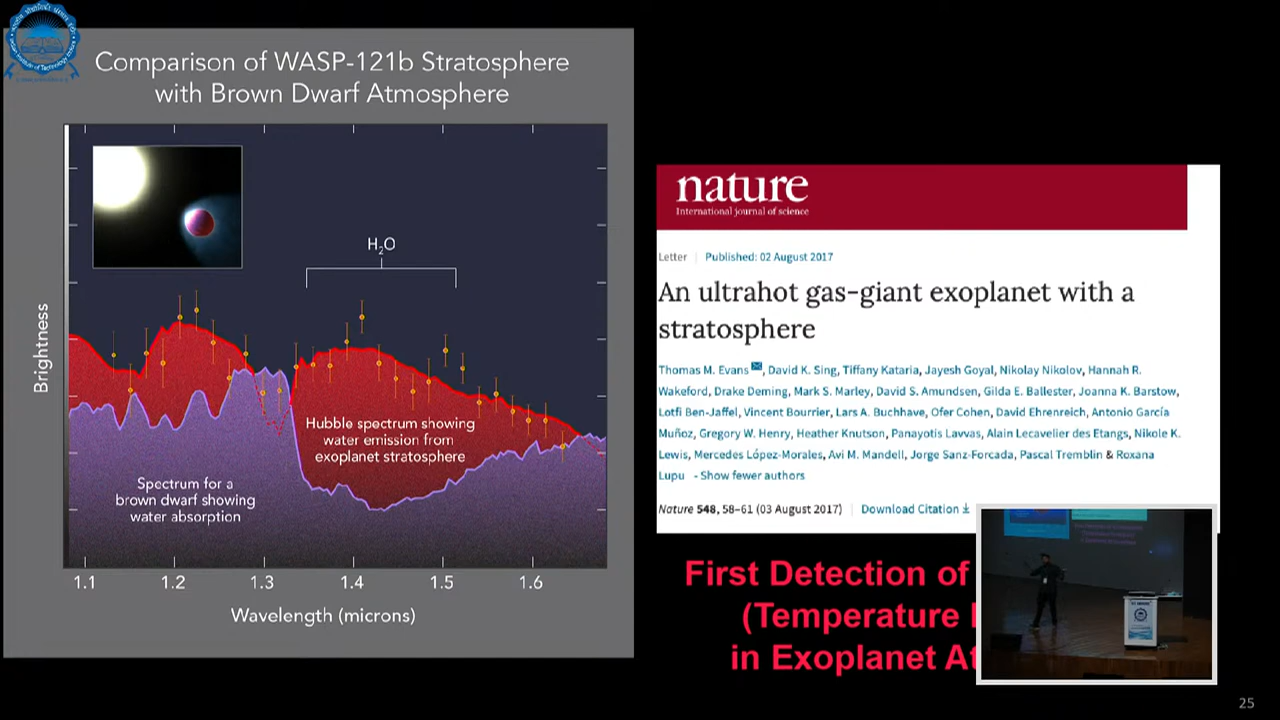 Comparison of WASP-121b Stratosphere
with Brown Dwarf Atmosphere
Brightness
H₂O
Hubble spectrum showing
water emission from
exoplanet stratosphere
Spectrum for a
brown dwarf showing
water absorption
1.1 1.2 1.3 1.4 1.5 1.6
Wavelength (microns)
nature
International journal of science
Letter | Published: 02 August 2017
An ultrahot gas-giant exoplanet with a
stratosphere
Thomas M. Evans, David K. Sing, Tiffany Kataria, Jayesh Goyal, Nikolay Nikolov, Hannah R.
Wakeford, Drake Deming, Mark S. Marley, David S. Amundsen, Gilda E. Ballester, Joanna K. Barstow,
Lotfi Ben-Jaffel, Vincent Bourrier, Lars A. Buchhave, Ofer Cohen, David Ehrenreich, Antonio García
Muñoz, Gregory W. Henry, Heather Knutson, Panayotis Lavvas, Alain Lecavelier des Etangs, Nikole K.
Lewis, Mercedes López-Morales, Avi M. Mandell, Jorge Sanz-Forcada, Pascal Tremblin & Roxana
Lupu - Show fewer authors
Nature 548, 58–61 (03 August 2017) | Download Citation
First Detection of
(Temperature
in Exoplanet
25